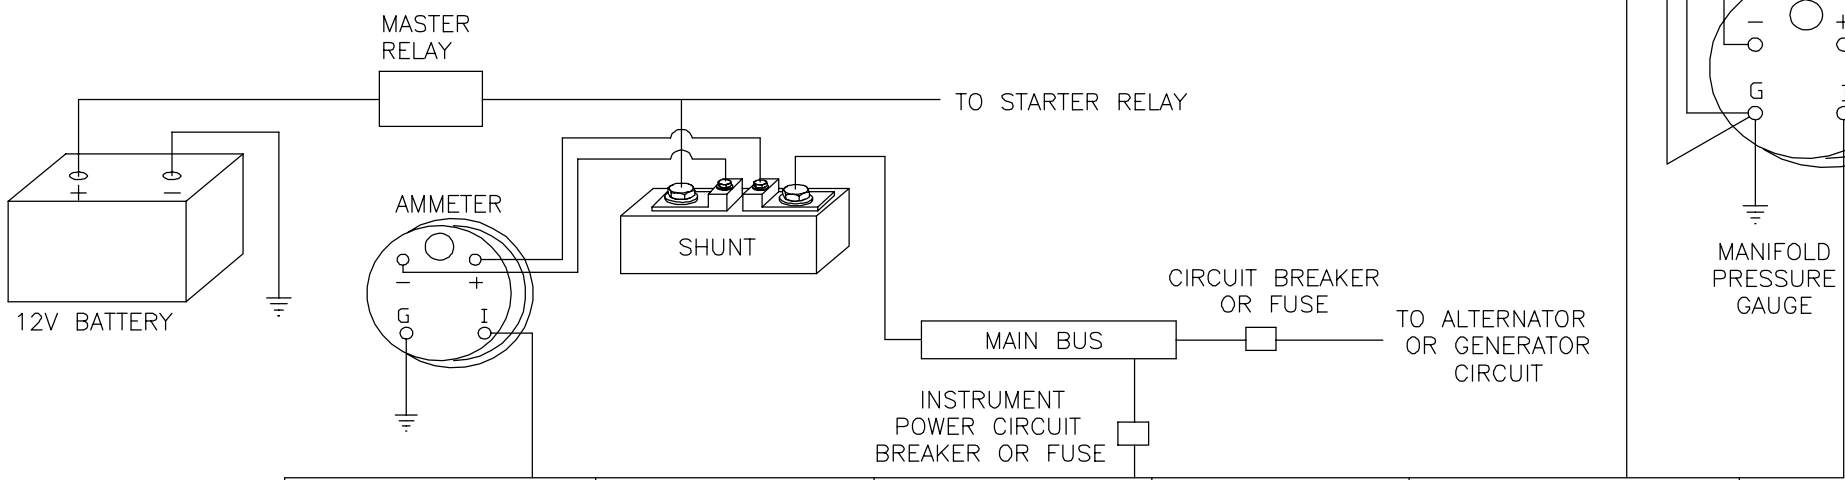 MASTER
RELAY
TO STARTER RELAY
+ −
12V BATTERY
AMMETER
− +
G I
SHUNT
MAIN BUS
CIRCUIT BREAKER
OR FUSE
TO ALTERNATOR
OR GENERATOR
CIRCUIT
INSTRUMENT
POWER CIRCUIT
BREAKER OR FUSE
− +
G
MANIFOLD
PRESSURE
GAUGE